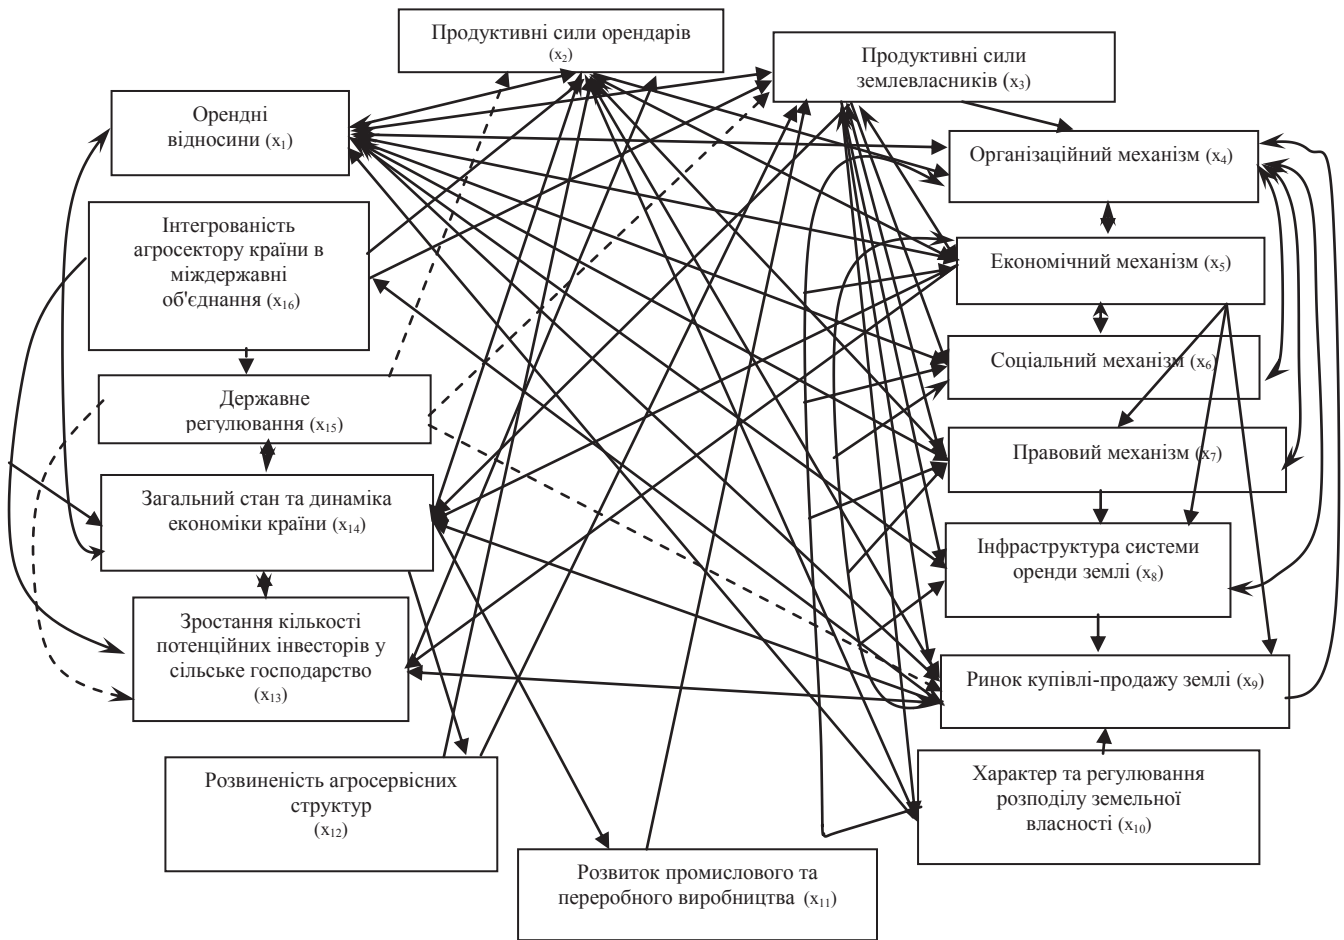 Продуктивні сили орендарів
(x₂)
Продуктивні сили
землевласників (x₃)
Орендні
відносини (x₁)
Організаційний механізм (x₄)
Інтегрованість
агросектору країни в
міждержавні
об'єднання (x₁₆)
Економічний механізм (x₅)
Соціальний механізм (x₆)
Державне
регулювання (x₁₅)
Правовий механізм (x₇)
Загальний стан та динаміка
економіки країни (x₁₄)
Інфраструктура системи
оренди землі (x₈)
Зростання кількості
потенційних інвесторів у
сільське господарство
(x₁₃)
Ринок купівлі-продажу землі (x₉)
Розвиненість агросервісних
структур
(x₁₂)
Характер та регулювання
розподілу земельної
власності (x₁₀)
Розвиток промислового та
переробного виробництва (x₁₁)